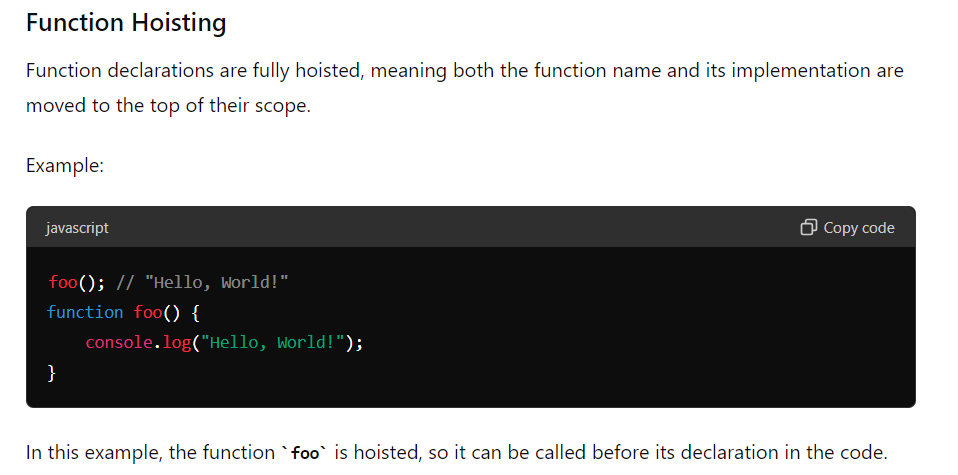 Function Hoisting
Function declarations are fully hoisted, meaning both the function name and its implementation are
moved to the top of their scope.
Example:
javascript Copy code
foo(); // "Hello, World!"
function foo() {
    console.log("Hello, World!");
}
In this example, the function `foo` is hoisted, so it can be called before its declaration in the code.